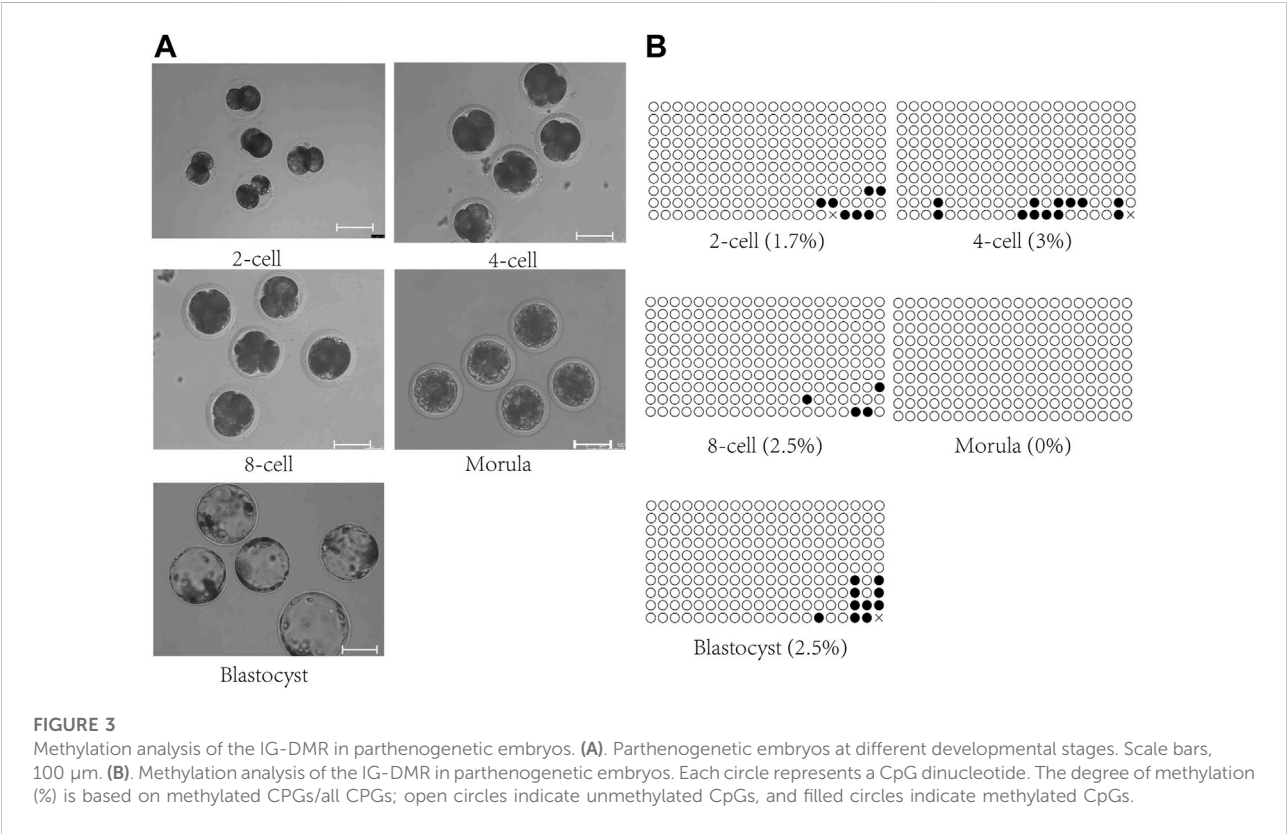 A
B
2-cell
4-cell
2-cell (1.7%)
4-cell (3%)
8-cell
Morula
8-cell (2.5%)
Morula (0%)
Blastocyst
Blastocyst (2.5%)
FIGURE 3
Methylation analysis of the IG-DMR in parthenogenetic embryos. (A). Parthenogenetic embryos at different developmental stages. Scale bars,
100 µm. (B). Methylation analysis of the IG-DMR in parthenogenetic embryos. Each circle represents a CpG dinucleotide. The degree of methylation
(%) is based on methylated CPGs/all CPGs; open circles indicate unmethylated CpGs, and filled circles indicate methylated CpGs.